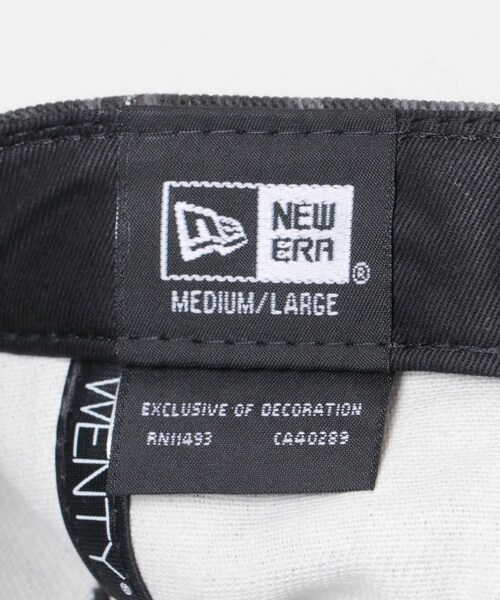 NEW
ERA
®
MEDIUM/LARGE
EXCLUSIVE OF DECORATION
RN11493 CA40289
WENTY®